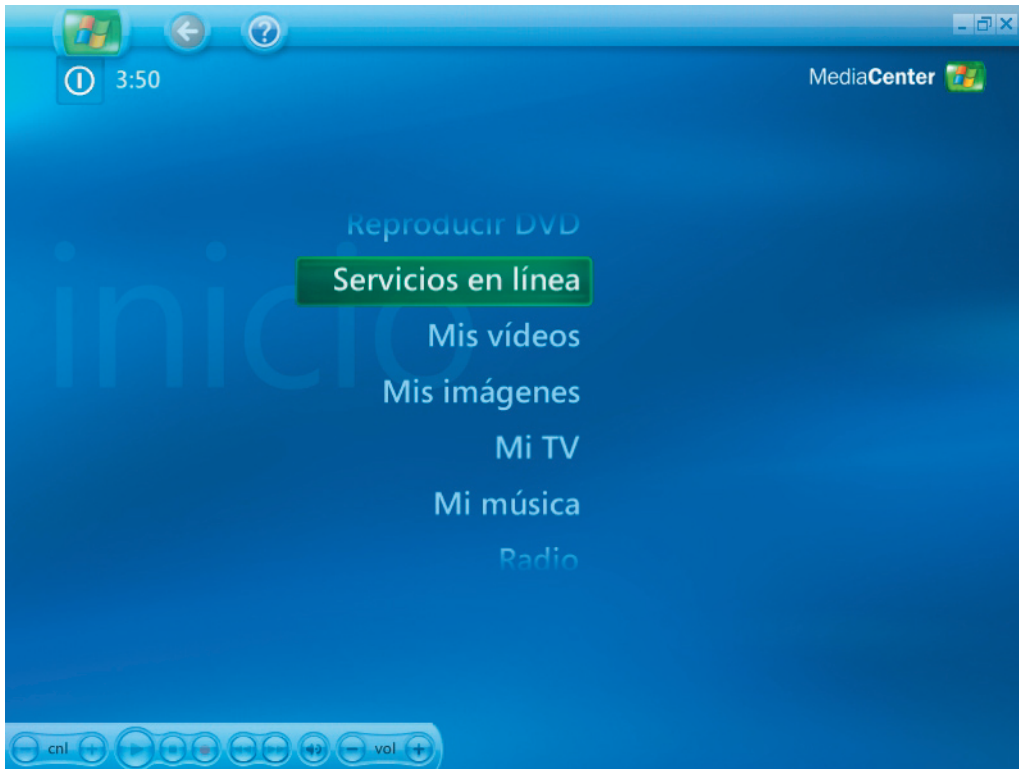 3:50
MediaCenter
inicio
Reproducir DVD
Servicios en línea
Mis vídeos
Mis imágenes
Mi TV
Mi música
Radio
cnl
vol